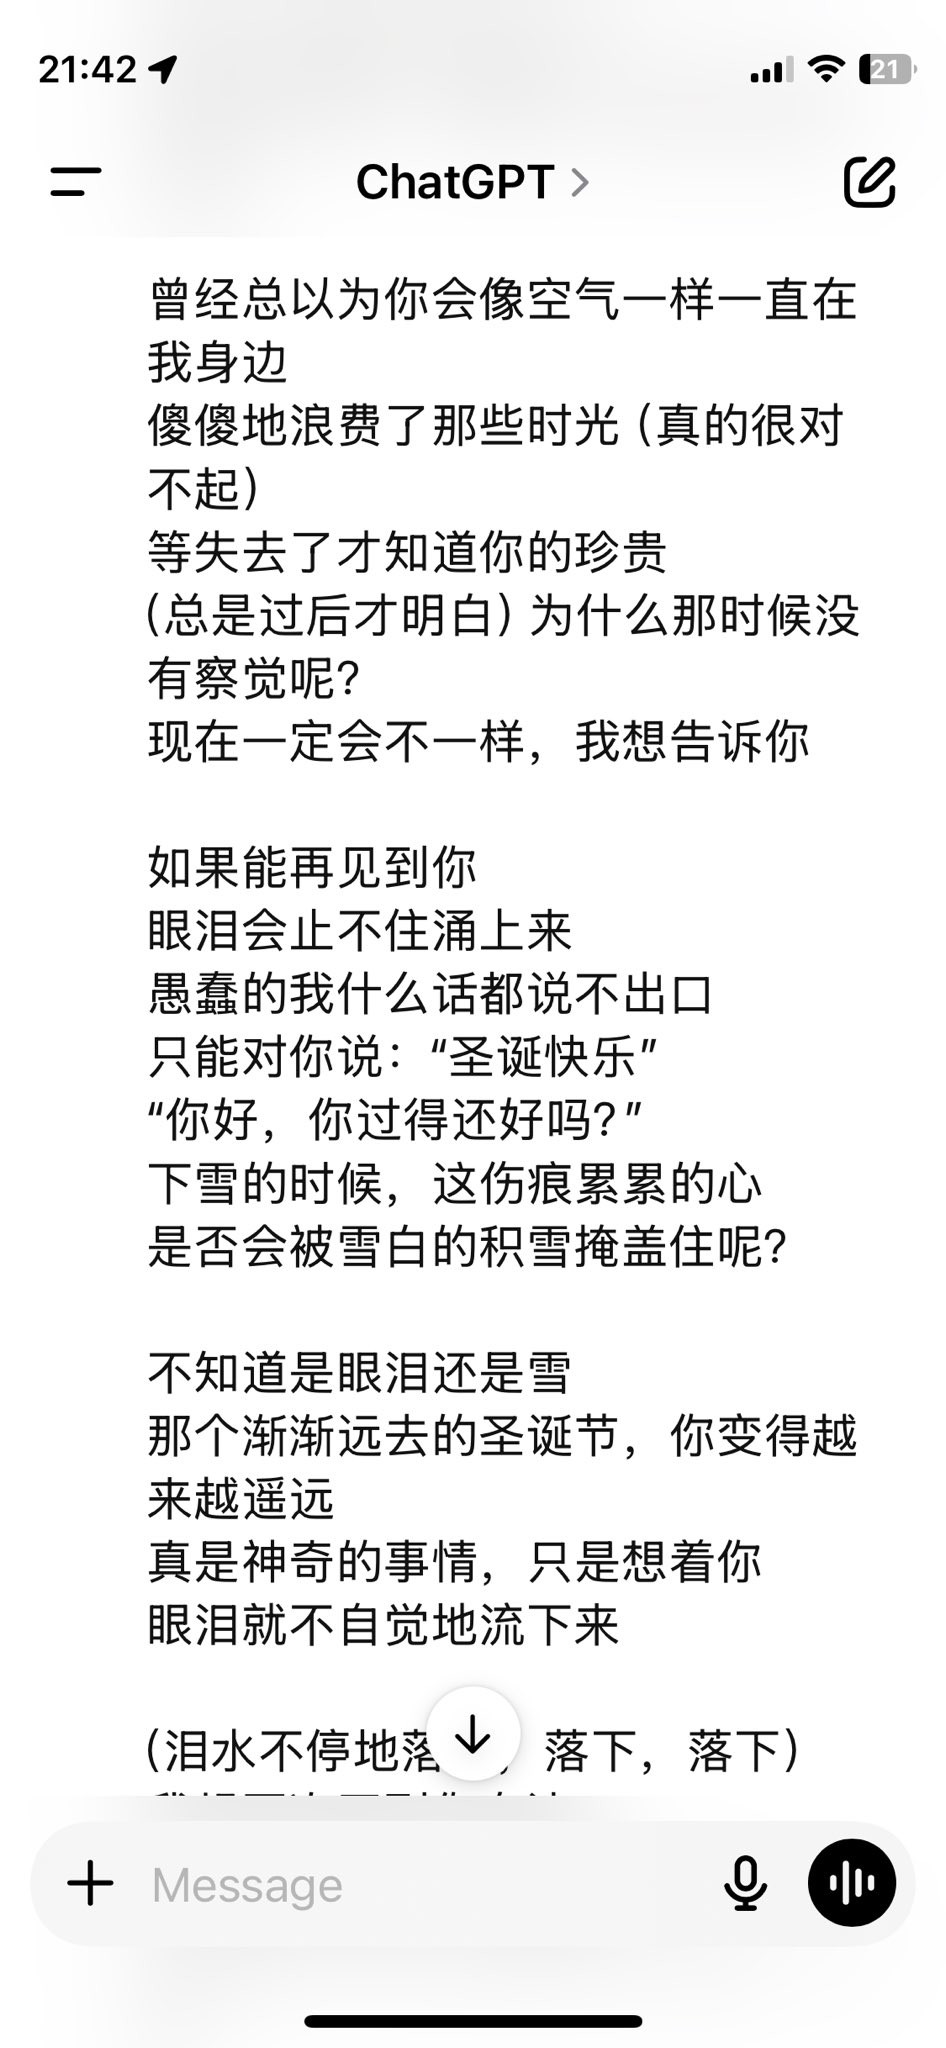 21:42
21
ChatGPT
曾经总以为你会像空气一样一直在
我身边
傻傻地浪费了那些时光（真的很对
不起）
等失去了才知道你的珍贵
（总是过后才明白）为什么那时候没
有察觉呢？
现在一定会不一样，我想告诉你
如果能再见到你
眼泪会止不住涌上来
愚蠢的我什么话都说不出口
只能对你说：“圣诞快乐”
“你好，你过得还好吗？”
下雪的时候，这伤痕累累的心
是否会被雪白的积雪掩盖住呢？
不知道是眼泪还是雪
那个渐渐远去的圣诞节，你变得越
来越遥远
真是神奇的事情，只是想着你
眼泪就不自觉地流下来
（泪水不停地落，落下，落下）
Message